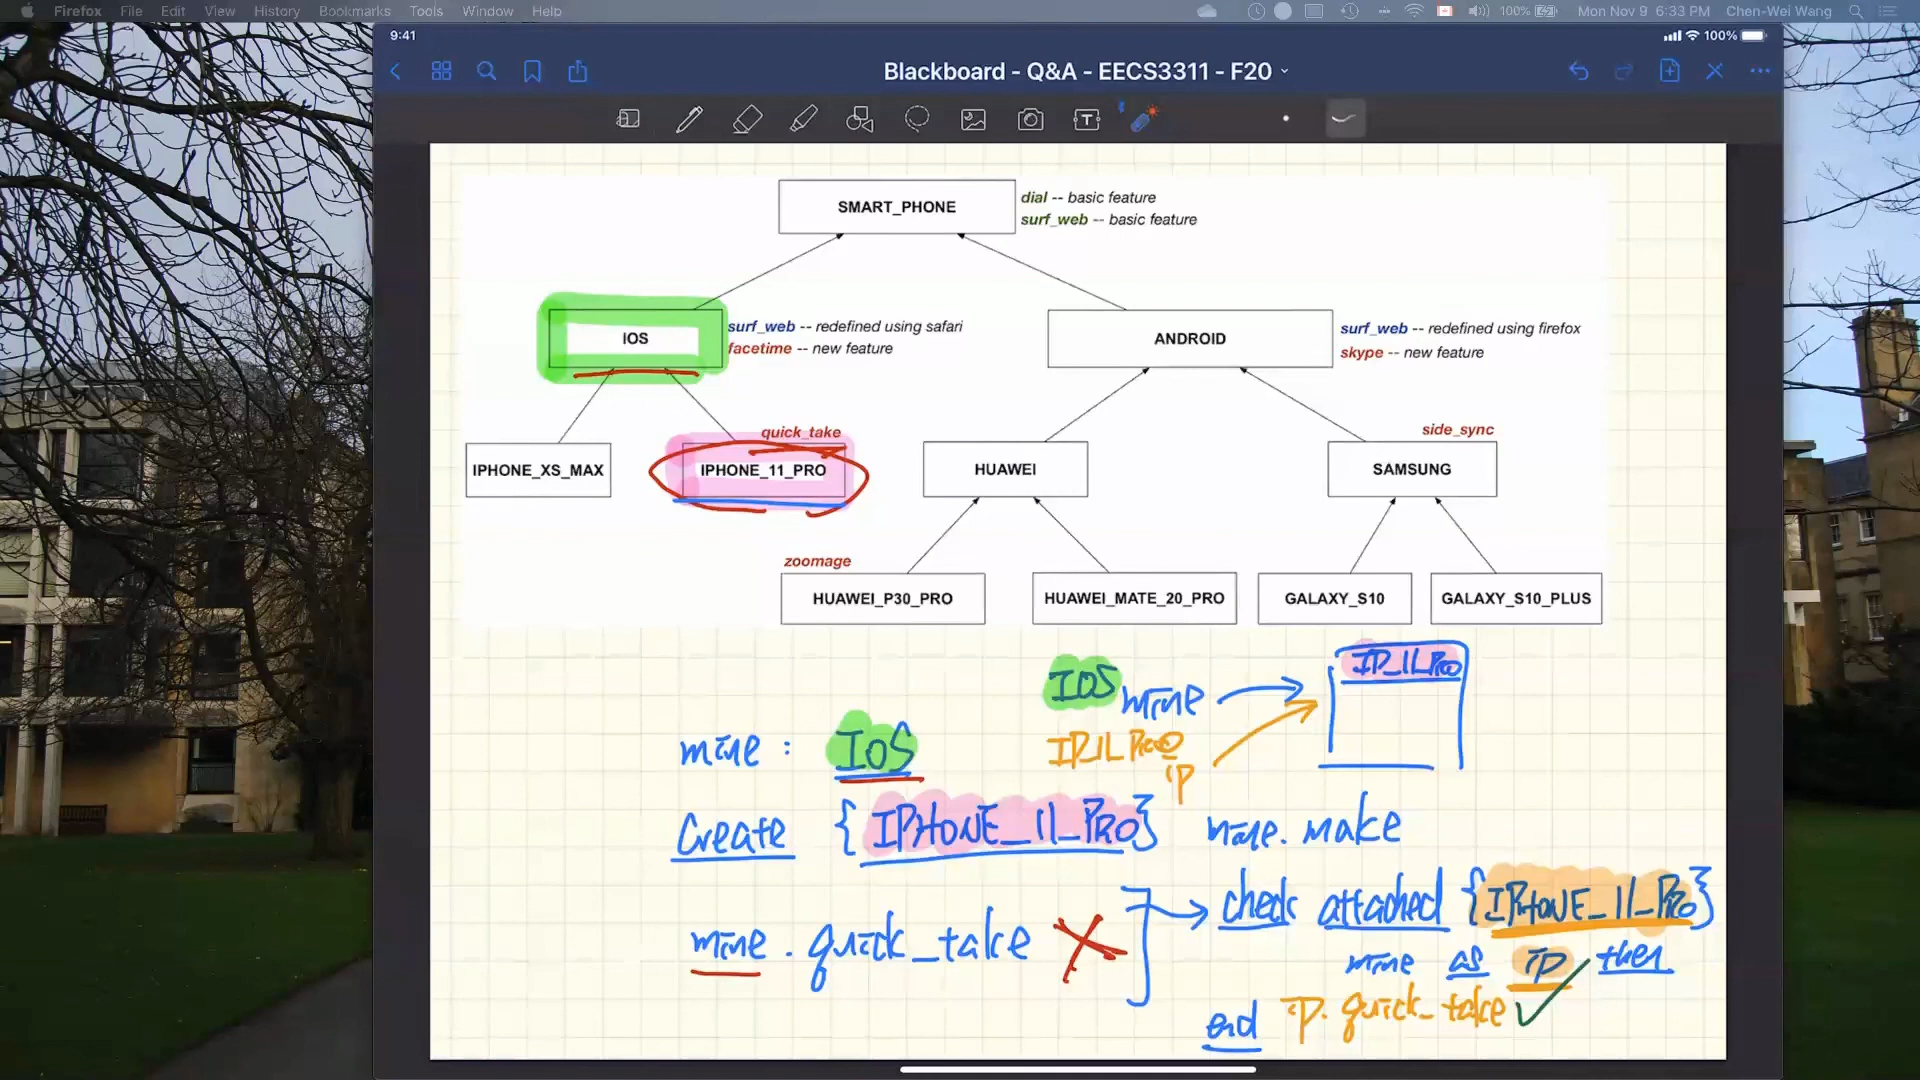 Firefox File Edit View History Bookmarks Tools Window Help 100% Mon Nov 9 6:33 PM Chen-Wei Wang
9:41 100%
Blackboard - Q&A - EECS3311 - F20
SMART_PHONE
dial -- basic feature
surf_web -- basic feature
IOS
surf_web -- redefined using safari
facetime -- new feature
ANDROID
surf_web -- redefined using firefox
skype -- new feature
quick_take
side_sync
IPHONE_XS_MAX
IPHONE_11_PRO
HUAWEI
SAMSUNG
zoomage
HUAWEI_P30_PRO
HUAWEI_MATE_20_PRO
GALAXY_S10
GALAXY_S10_PLUS
IOS mine
IP_11_Pro
IP_11_Pro
ip
mine : IOS
Create { IPHONE_11_PRO } mine. make
mine . quick_take
check attached { IPHONE_11_PRO }
mine as ip then
ip. quick_take
end